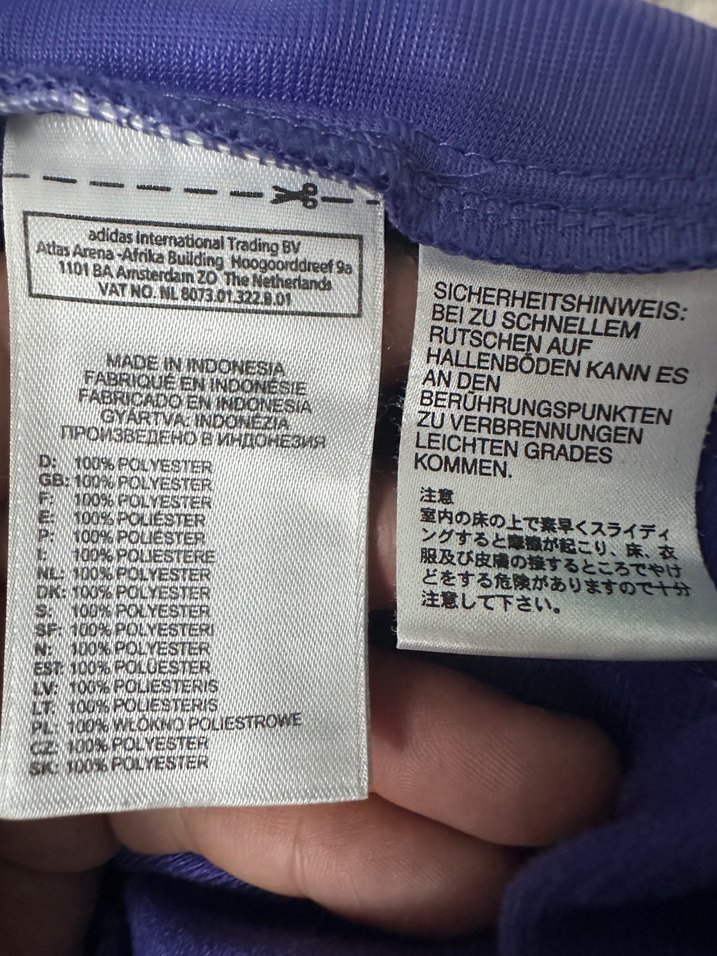 adidas International Trading BV
Atlas Arena -Afrika Building Hoogoorddreef 9a
1101 BA Amsterdam ZO The Netherlands
VAT NO. NL 8073.01.322.B.01
MADE IN INDONESIA
FABRIQUÉ EN INDONÉSIE
FABRICADO EN INDONESIA
GYÁRTVA: INDONÉZIA
ПРОИЗВЕДЕНО В ИНДОНЕЗИЯ
D: 100% POLYESTER
GB: 100% POLYESTER
F: 100% POLYESTER
E: 100% POLIÉSTER
P: 100% POLIÉSTER
I: 100% POLIESTERE
NL: 100% POLYESTER
DK: 100% POLYESTER
S: 100% POLYESTER
SF: 100% POLYESTERI
N: 100% POLYESTER
EST 100% POLÜESTER
LV: 100% POLIESTERIS
LT: 100% POLIESTERIS
PL: 100% WŁÓKNO POLIESTROWE
CZ: 100% POLYESTER
SK: 100% POLYESTER
SICHERHEITSHINWEIS:
BEI ZU SCHNELLEM
RUTSCHEN AUF
HALLENBÖDEN KANN ES
AN DEN
BERÜHRUNGSPUNKTEN
ZU VERBRENNUNGEN
LEICHTEN GRADES
KOMMEN.
注意
室内の床の上で素早くスライディ
ングすると摩擦が起こり、床、衣
服及び皮膚の接するところでやけ
どをする危険がありますので十分
注意して下さい。